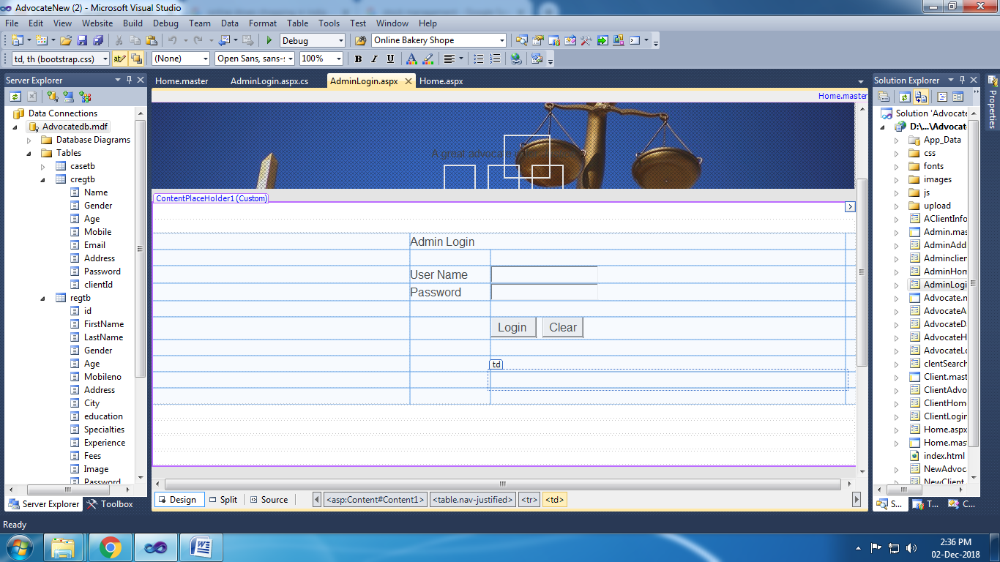 AdvocateNew (2) - Microsoft Visual Studio
File Edit View Website Build Debug Team Data Format Table Tools Test Window Help
Debug Online Bakery Shope
td, th (bootstrap.css) (None) Open Sans, sans-s 100% B I U A
Server Explorer
Data Connections
Advocatedb.mdf
Database Diagrams
Tables
casetb
cregtb
Name
Gender
Age
Mobile
Email
Address
Password
clientId
regtb
id
FirstName
LastName
Gender
Age
Mobileno
Address
City
education
Specialties
Experience
Fees
Image
Password
Server Explorer Toolbox
Home.master AdminLogin.aspx.cs AdminLogin.aspx Home.aspx
Home.master
A great advocate
ContentPlaceHolder1 (Custom)
Admin Login
User Name
Password
Login Clear
td
Design Split Source <asp:Content#Content1> <table.nav-justified> <tr> <td>
Solution Explorer
Solution 'Advocate
D:\...\Advocat
App_Data
css
fonts
images
js
upload
AClientInfo
Admin.mas
AdminAdd
Adminclien
AdminHom
AdminLogi
Advocate.m
AdvocateA
AdvocateDa
AdvocateH
AdvocateLo
clentSearch
Client.mast
ClientAdvo
ClientHom
ClientLogin
Home.aspx
Home.mas
index.html
NewAdvoca
NewClient
S... T... C...
Properties
Ready
2:36 PM
02-Dec-2018